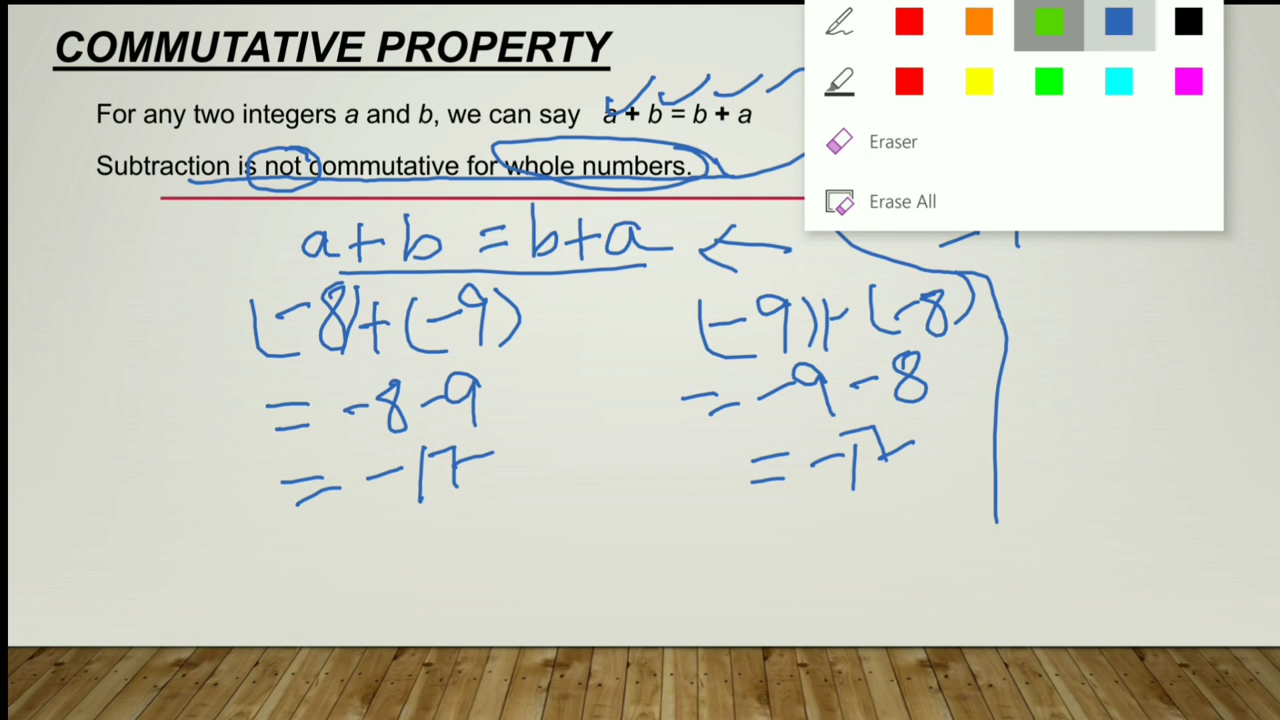 COMMUTATIVE PROPERTY
For any two integers a and b, we can say a + b = b + a
Subtraction is not commutative for whole numbers.
Eraser
Erase All
a + b = b + a
(-8) + (-9)
(-9) + (-8)
= -8 -9
= -9 -8
= -17
= -17